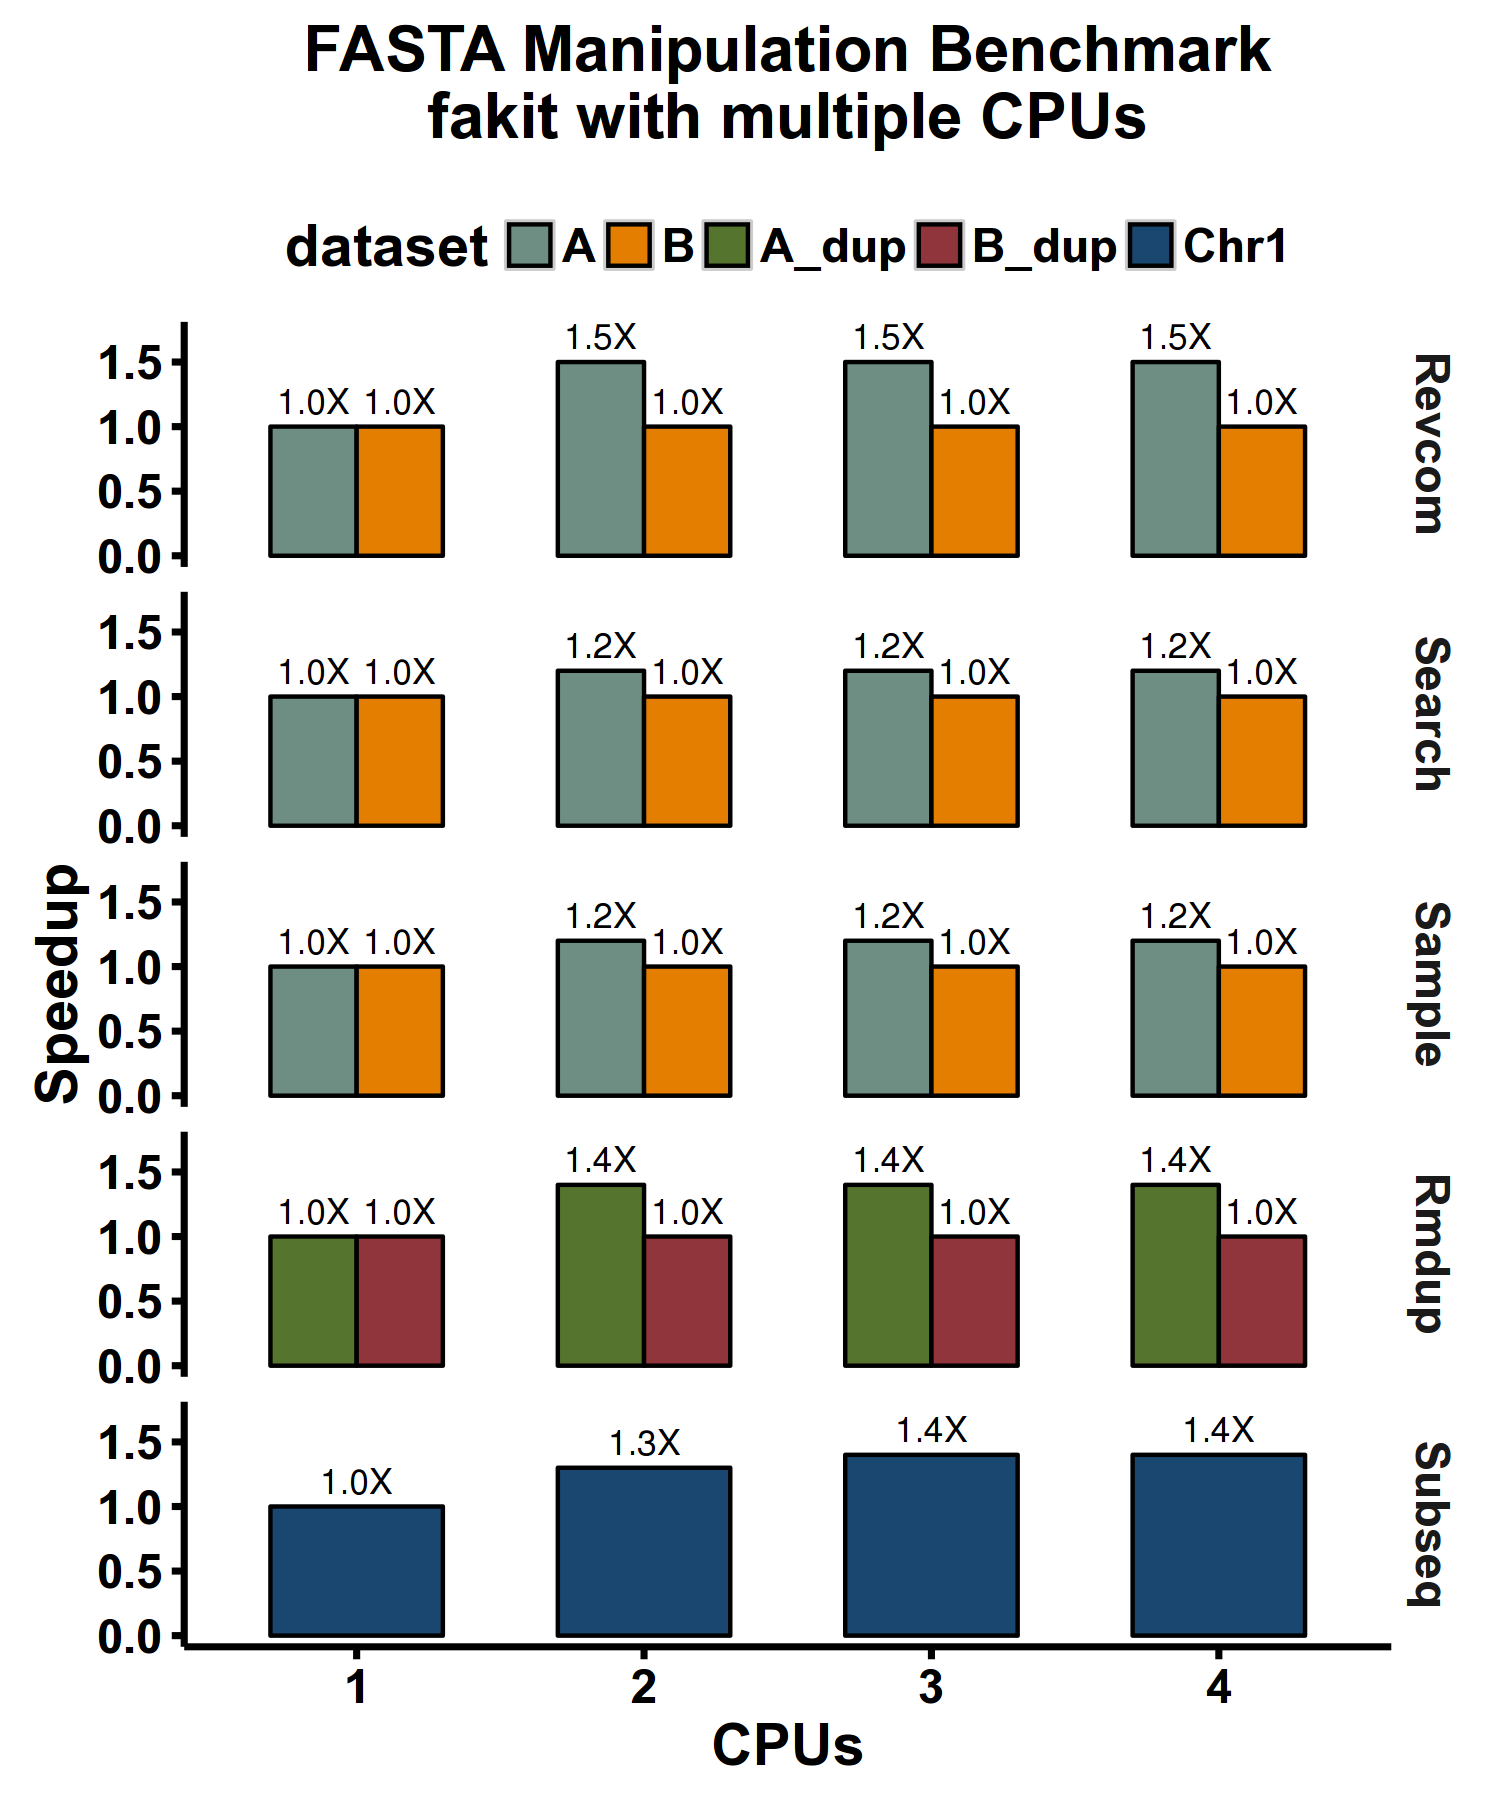 FASTA Manipulation Benchmark
fakit with multiple CPUs
dataset A B A_dup B_dup Chr1
Speedup
1.5
1.0
0.5
0.0
1.0X 1.0X 1.5X 1.0X 1.5X 1.0X 1.5X 1.0X
Revcom
1.5
1.0
0.5
0.0
1.0X 1.0X 1.2X 1.0X 1.2X 1.0X 1.2X 1.0X
Search
1.5
1.0
0.5
0.0
1.0X 1.0X 1.2X 1.0X 1.2X 1.0X 1.2X 1.0X
Sample
1.5
1.0
0.5
0.0
1.0X 1.0X 1.4X 1.0X 1.4X 1.0X 1.4X 1.0X
Rmdup
1.5
1.0
0.5
0.0
1.0X 1.3X 1.4X 1.4X
Subseq
1 2 3 4
CPUs